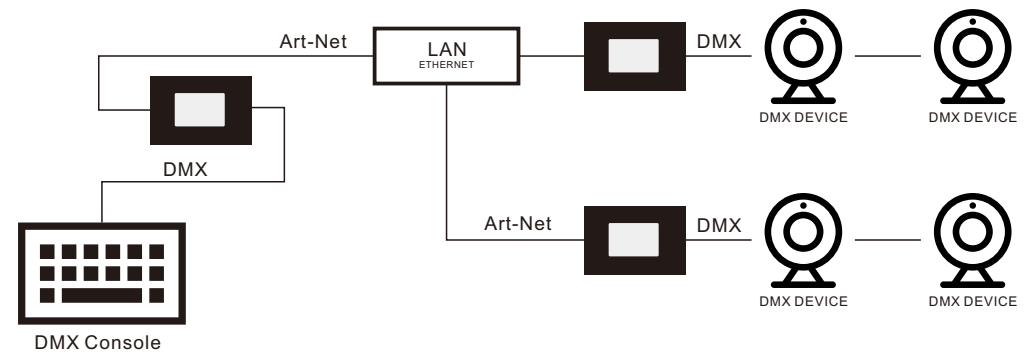 Art-Net
LAN
ETHERNET
DMX
DMX DEVICE
DMX DEVICE
DMX
Art-Net
DMX
DMX DEVICE
DMX DEVICE
DMX Console